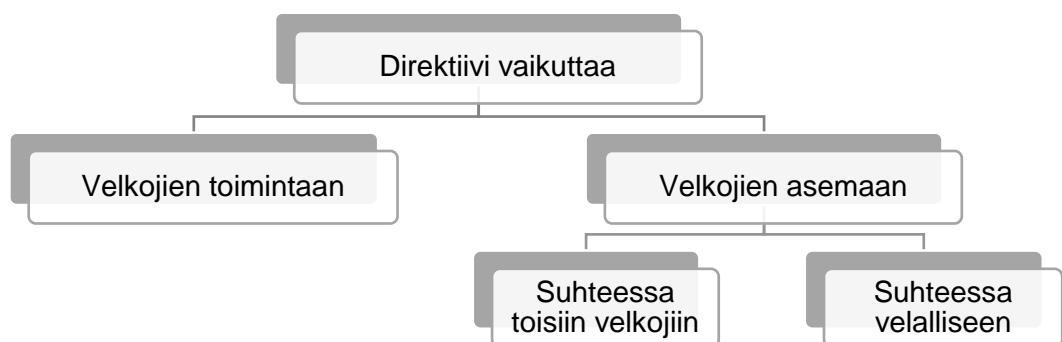 Direktiivi vaikuttaa
Velkojien toimintaan
Velkojien asemaan
Suhteessa
toisiin velkojiin
Suhteessa
velalliseen